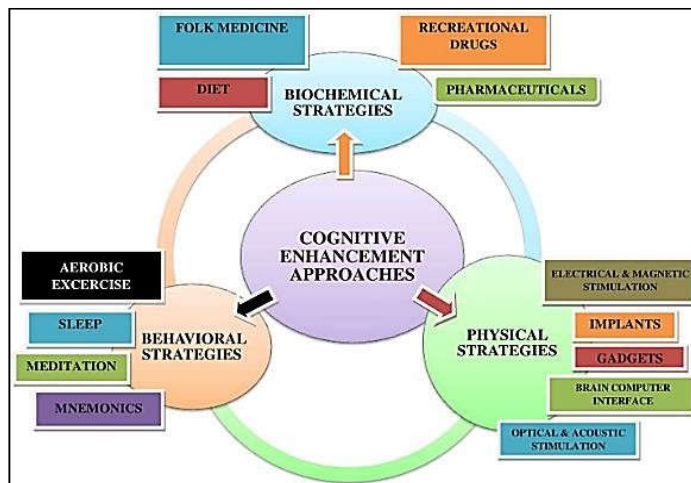 FOLK MEDICINE
RECREATIONAL
DRUGS
DIET
PHARMACEUTICALS
BIOCHEMICAL
STRATEGIES
COGNITIVE
ENHANCEMENT
APPROACHES
AEROBIC
EXCERCISE
SLEEP
MEDITATION
MNEMONICS
BEHAVIORAL
STRATEGIES
PHYSICAL
STRATEGIES
ELECTRICAL & MAGNETIC
STIMULATION
IMPLANTS
GADGETS
BRAIN COMPUTER
INTERFACE
OPTICAL & ACOUSTIC
STIMULATION